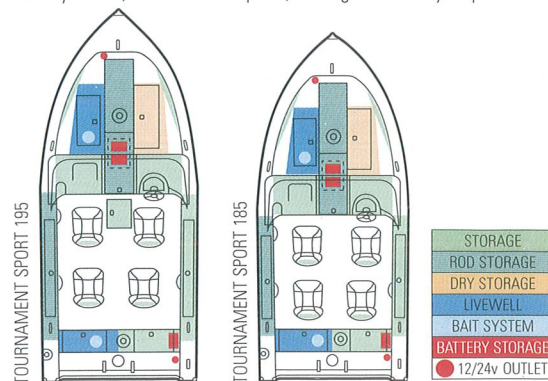 TOURNAMENT SPORT 195
TOURNAMENT SPORT 185
STORAGE
ROD STORAGE
DRY STORAGE
LIVEWELL
BAIT SYSTEM
BATTERY STORAGE
12/24v OUTLET